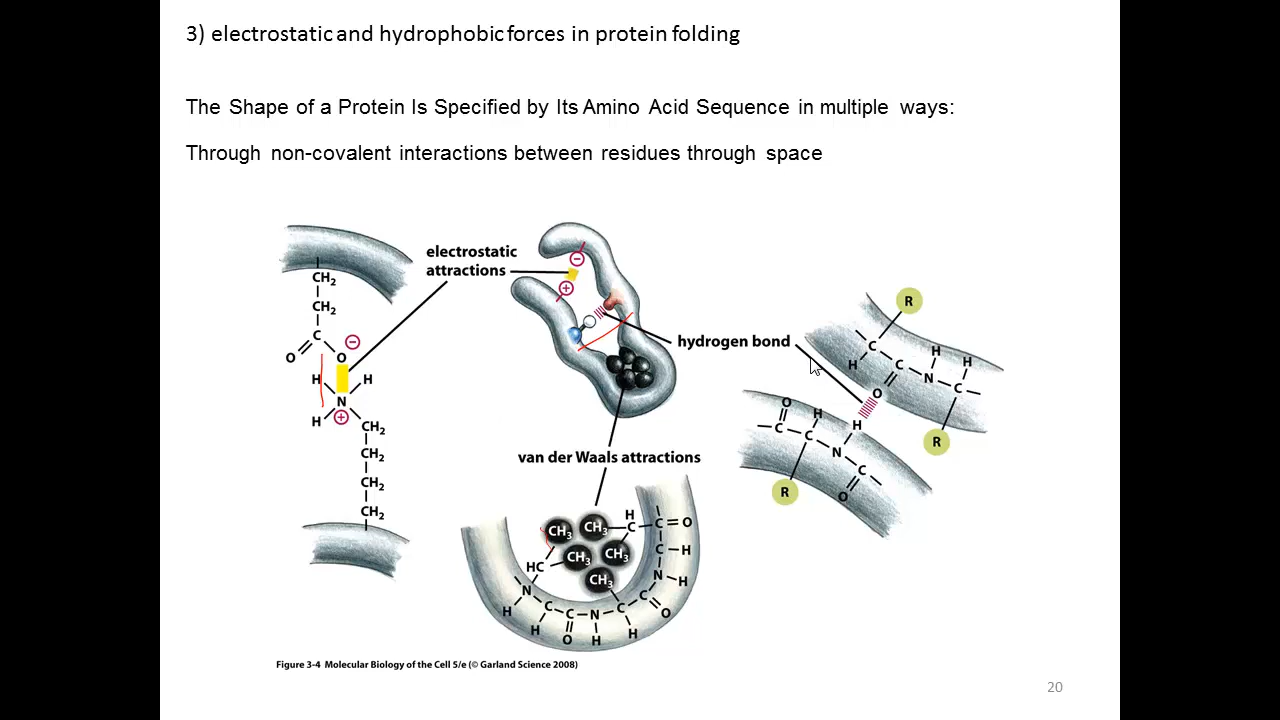 3) electrostatic and hydrophobic forces in protein folding
The Shape of a Protein Is Specified by Its Amino Acid Sequence in multiple ways:
Through non-covalent interactions between residues through space
electrostatic
attractions
hydrogen bond
van der Waals attractions
CH2
CH2
C
O
O
H
H
N
H
CH2
CH2
CH2
CH2
−
+
−
+
R
C
H
C
N
H
H
C
O
R
O
C
H
C
H
N
C
O
R
CH3
CH3
H
C
C=O
CH3
CH3
C–H
HC
CH3
N
N–H
H
C
C
N
C
C
O
H
O
H
H
Figure 3-4 Molecular Biology of the Cell 5/e (© Garland Science 2008)
20